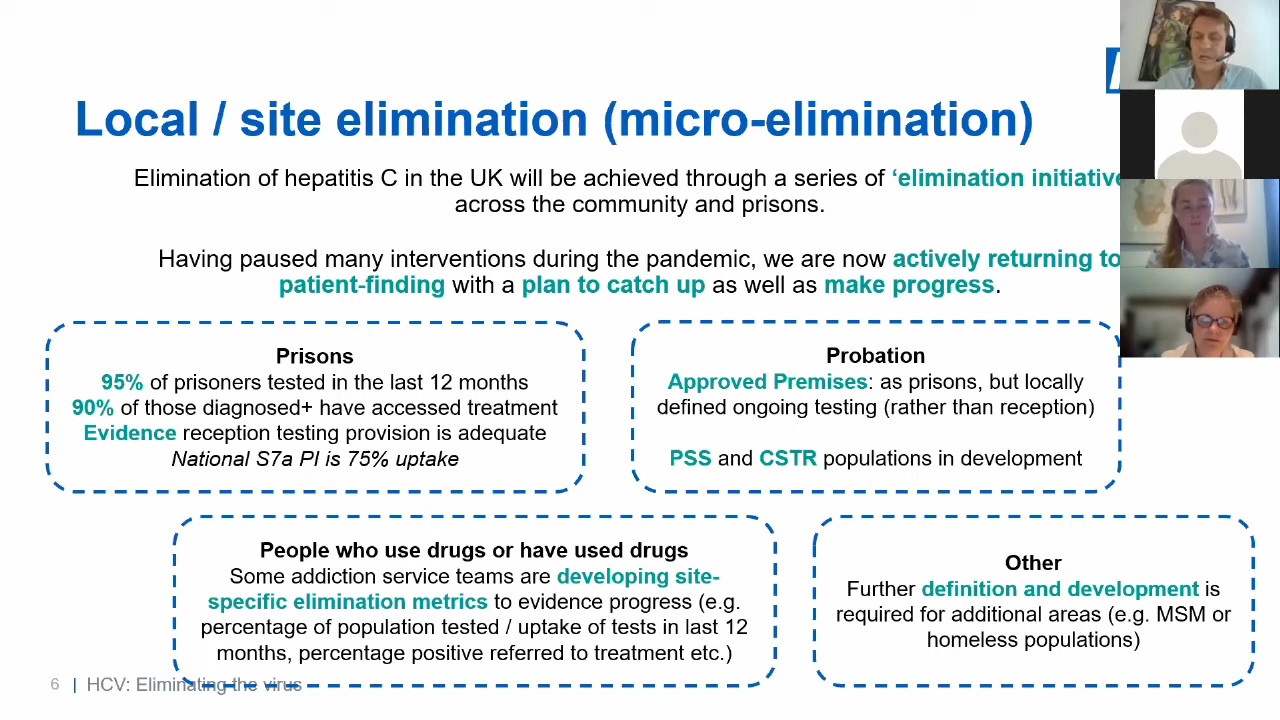 Local / site elimination (micro-elimination)
Elimination of hepatitis C in the UK will be achieved through a series of ‘elimination initiative
across the community and prisons.
Having paused many interventions during the pandemic, we are now actively returning to
patient-finding with a plan to catch up as well as make progress.
Prisons
95% of prisoners tested in the last 12 months
90% of those diagnosed+ have accessed treatment
Evidence reception testing provision is adequate
National S7a PI is 75% uptake
Probation
Approved Premises: as prisons, but locally
defined ongoing testing (rather than reception)
PSS and CSTR populations in development
People who use drugs or have used drugs
Some addiction service teams are developing site-
specific elimination metrics to evidence progress (e.g.
percentage of population tested / uptake of tests in last 12
months, percentage positive referred to treatment etc.)
Other
Further definition and development is
required for additional areas (e.g. MSM or
homeless populations)
6 | HCV: Eliminating the virus